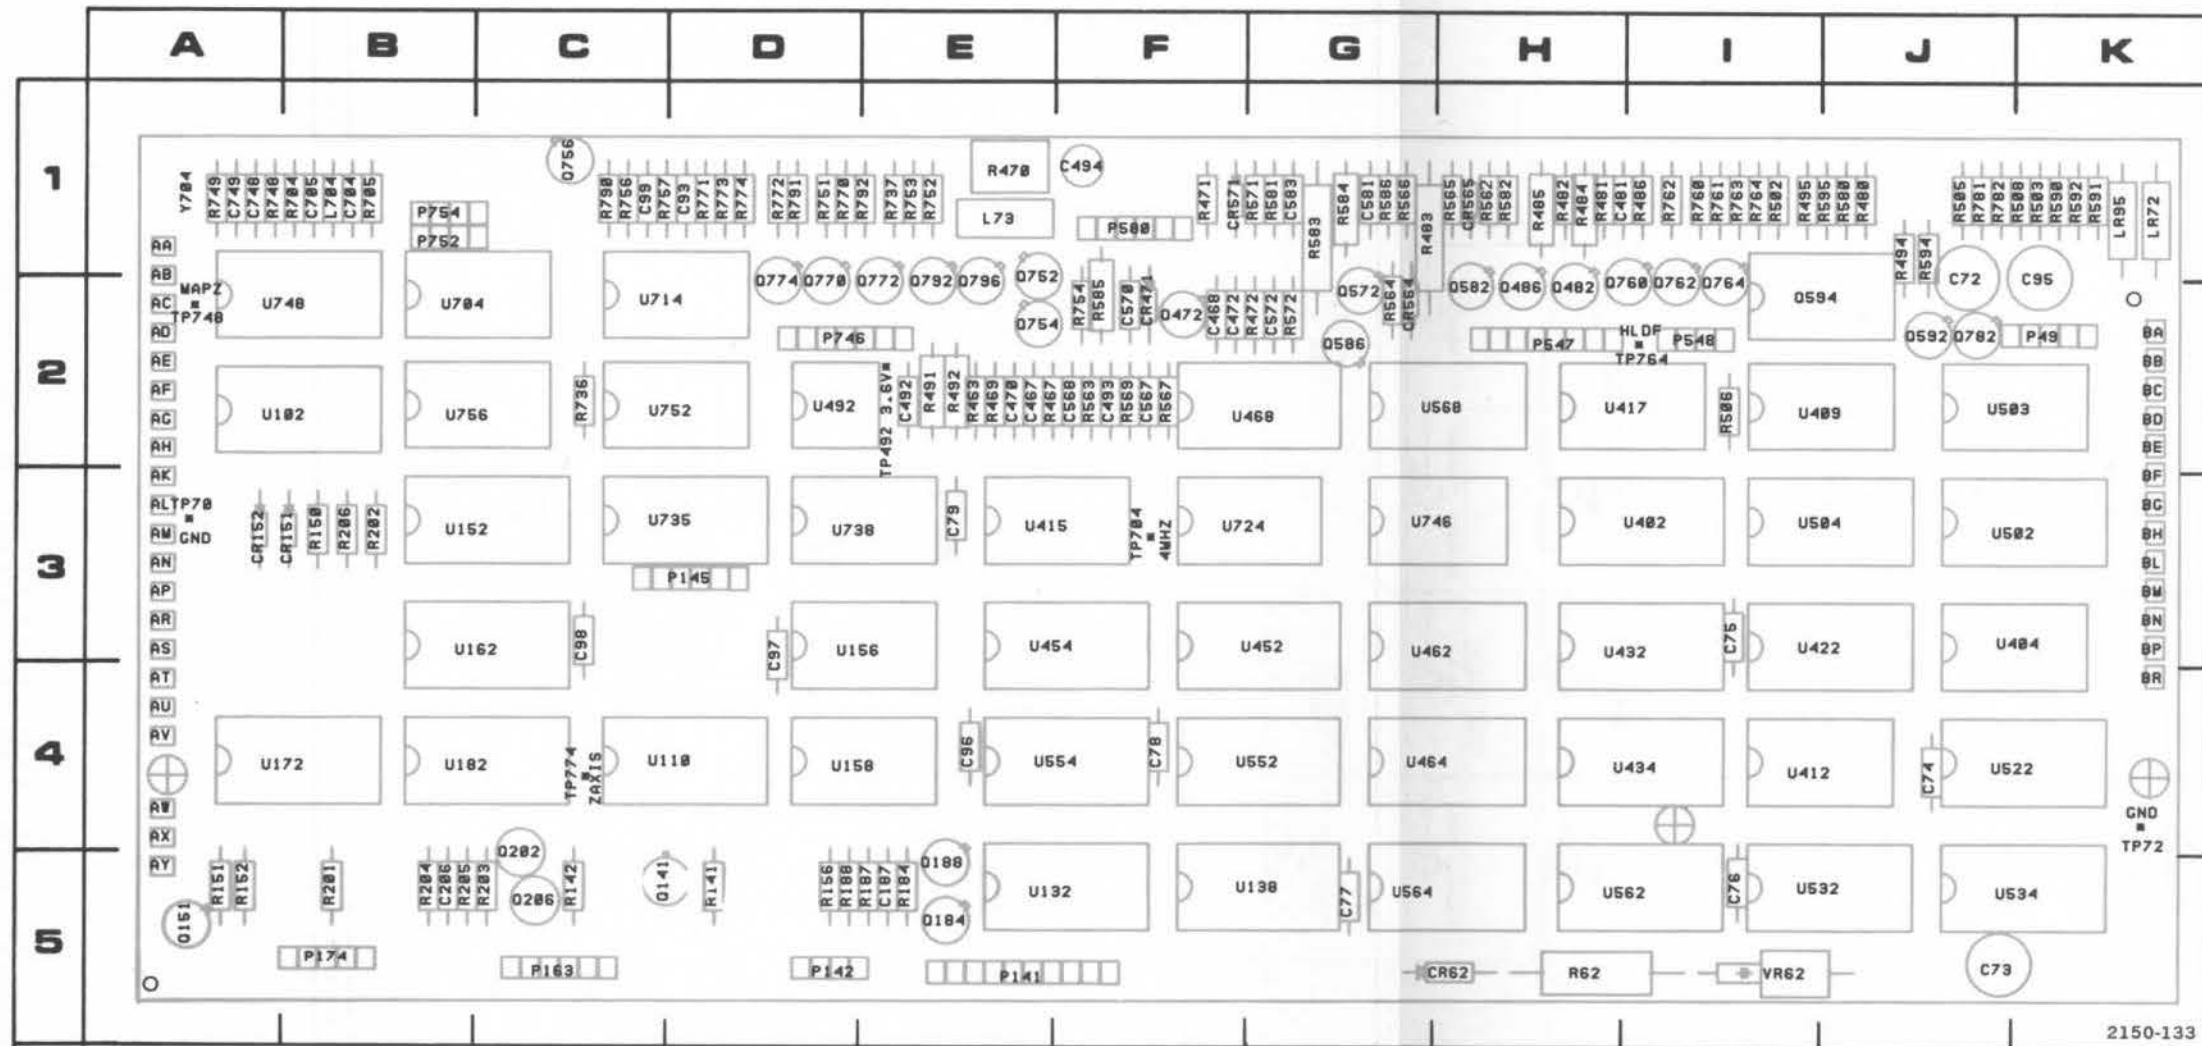 A B C D E F G H I J K
1
2
3
4
5
Y704 R749 C749 C748 R748 R704 C705 L704 C704 R705 P754 P752 Q756 R790 R756 C99 R757 C93 R771 R773 R774 R772 R791 R751 R770 R792 R737 R753 R752 R470 L73 C494 P580 R471 CR571 R571 R581 C583 R583 R584 C581 R586 R566 R483 R565 CR565 R562 R582 R485 R482 R484 R481 C481 R486 R762 R760 R761 R763 R764 R502 R495 R595 R580 R480 R494 R594 R505 R781 R782 R508 R503 R590 R592 R591 LR95 LR72
AA
AB
AC
AD
AE
AF
AG
AH
AK
AL
AM
AN
AP
AR
AS
AT
AU
AV
AW
AX
AY
MAPZ
TP748
U748 U704 U714 Q774 Q770 Q772 Q792 Q796 Q752 Q754 R754 R585 C570 CR471 Q472 C468 C472 R472 C572 R572 Q572 R564 CR564 Q586 Q582 Q486 Q482 Q760 Q762 Q764 Q594 C72 C95
P746 P547 HLDF
TP764
P548 Q592 Q782 P49
U102 U756 R736 U752 U492 TP492 3.6V C492 R491 R492 R463 R469 C470 C467 R467 C568 R563 C493 R569 C567 R567 U468 U568 U417 R506 U409 U503
BA
BB
BC
BD
BE
BF
BG
BH
BL
BM
BN
BP
BR
TP70
GND
CR152 CR151 R150 R206 R202 U152 U735 U738 C79 U415 TP704
4MHZ
U724 U746 U402 U504 U502
P145
U162 C98 C97 U156 U454 U452 U462 U432 C75 U422 U404
U172 U182 TP774
ZAXIS
U110 U158 C96 U554 C78 U552 U464 U434 U412 C74 U522
GND
TP72
R151 R152 Q151 R201 R204 C206 R205 R203 Q202 Q206 R142 Q141 R141 R156 R188 R187 C187 R184 Q188 Q184 U132 U138 C77 U564 U562 C76 U532 U534
P174 P163 P142 P141 CR62 R62 VR62 C73
2150-133